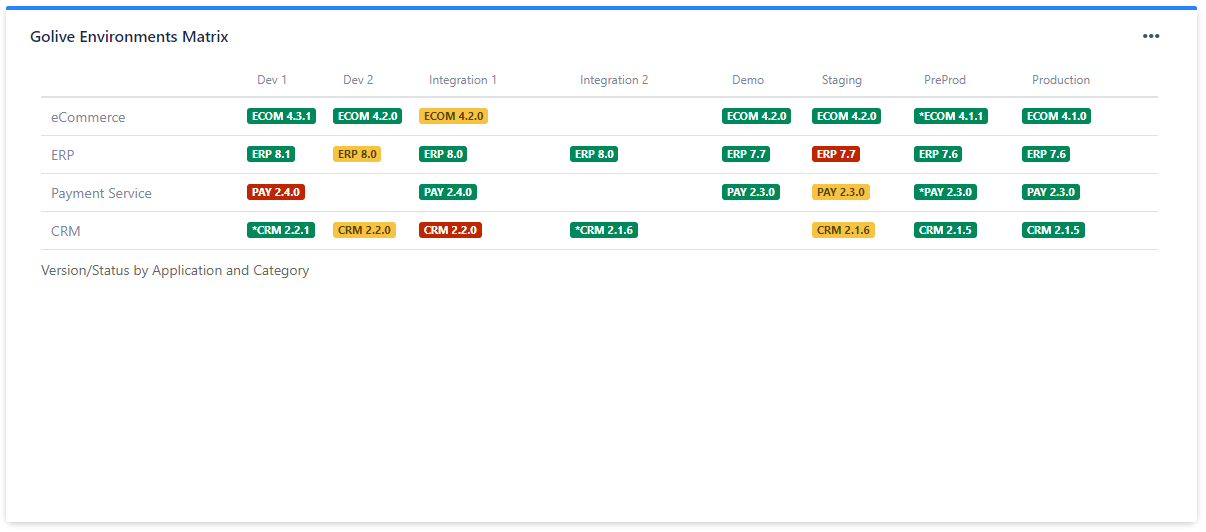 Golive Environments Matrix
Dev 1 Dev 2 Integration 1 Integration 2 Demo Staging PreProd Production
eCommerce ECOM 4.3.1 ECOM 4.2.0 ECOM 4.2.0 ECOM 4.2.0 ECOM 4.2.0 *ECOM 4.1.1 ECOM 4.1.0
ERP ERP 8.1 ERP 8.0 ERP 8.0 ERP 8.0 ERP 7.7 ERP 7.7 ERP 7.6 ERP 7.6
Payment Service PAY 2.4.0 PAY 2.4.0 PAY 2.3.0 PAY 2.3.0 *PAY 2.3.0 PAY 2.3.0
CRM *CRM 2.2.1 CRM 2.2.0 CRM 2.2.0 *CRM 2.1.6 CRM 2.1.6 CRM 2.1.5 CRM 2.1.5
Version/Status by Application and Category